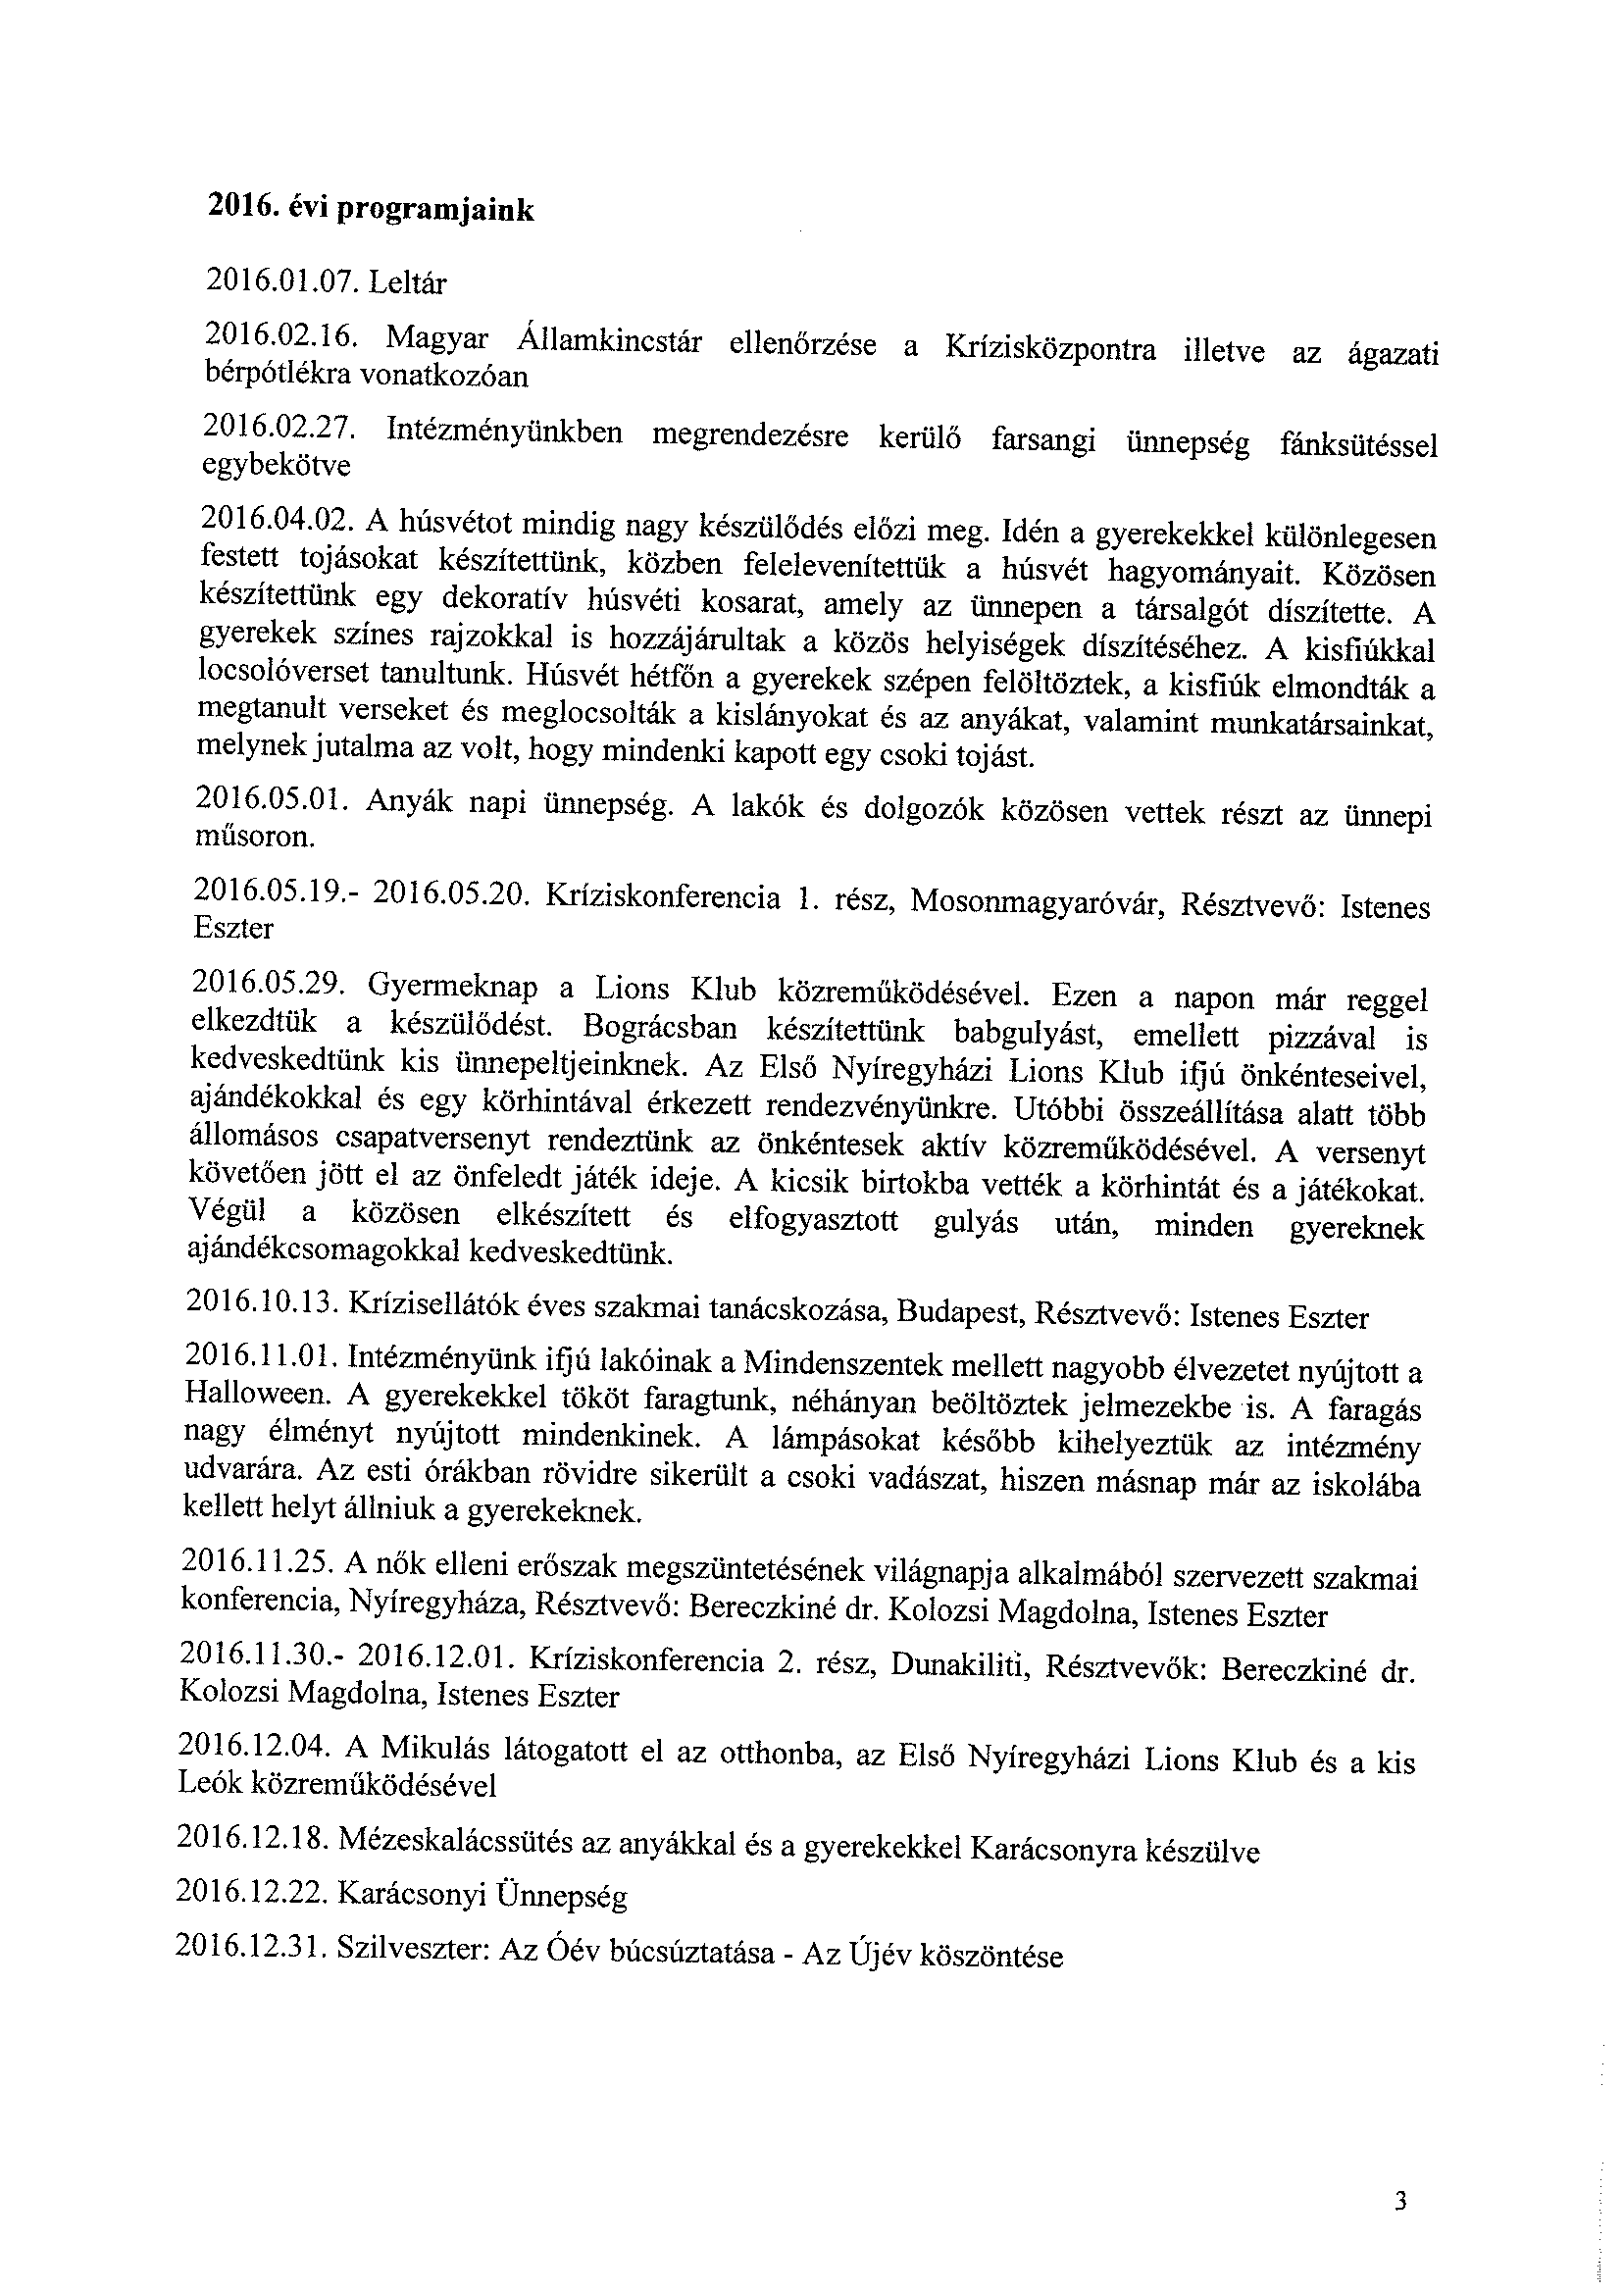 2016. évi programjaink
2016.01.07. Leltár
2016.02.16. Magyar Államkincstár ellenőrzése a Krízisközpontra illetve az ágazati
bérpótlékra vonatkozóan
2016.02.27. Intézményünkben megrendezésre kerülő farsangi ünnepség fánksütéssel
egybekötve
2016.04.02. A húsvétot mindig nagy készülődés előzi meg. Idén a gyerekekkel különlegesen
festett tojásokat készítettünk, közben felelevenítettük a húsvét hagyományait. Közösen
készítettünk egy dekoratív húsvéti kosarat, amely az ünnepen a társalgót díszítette. A
gyerekek színes rajzokkal is hozzájárultak a közös helyiségek díszítéséhez. A kisfiúkkal
locsolóverset tanultunk. Húsvét hétfőn a gyerekek szépen felöltöztek, a kisfiúk elmondták a
megtanult verseket és meglocsolták a kislányokat és az anyákat, valamint munkatársainkat,
melynek jutalma az volt, hogy mindenki kapott egy csoki tojást.
2016.05.01. Anyák napi ünnepség. A lakók és dolgozók közösen vettek részt az ünnepi
műsoron.
2016.05.19.- 2016.05.20. Kríziskonferencia 1. rész, Mosonmagyaróvár, Résztvevő: Istenes
Eszter
2016.05.29. Gyermeknap a Lions Klub közreműködésével. Ezen a napon már reggel
elkezdtük a készülődést. Bográcsban készítettünk babgulyást, emellett pizzával is
kedveskedtünk kis ünnepeltjeinknek. Az Első Nyíregyházi Lions Klub ifjú önkénteseivel,
ajándékokkal és egy körhintával érkezett rendezvényünkre. Utóbbi összeállítása alatt több
állomásos csapatversenyt rendeztünk az önkéntesek aktív közreműködésével. A versenyt
követően jött el az önfeledt játék ideje. A kicsik birtokba vették a körhintát és a játékokat.
Végül a közösen elkészített és elfogyasztott gulyás után, minden gyereknek
ajándékcsomagokkal kedveskedtünk.
2016.10.13. Krízisellátók éves szakmai tanácskozása, Budapest, Résztvevő: Istenes Eszter
2016.11.01. Intézményünk ifjú lakóinak a Mindenszentek mellett nagyobb élvezetet nyújtott a
Halloween. A gyerekekkel tököt faragtunk, néhányan beöltöztek jelmezekbe is. A faragás
nagy élményt nyújtott mindenkinek. A lámpásokat később kihelyeztük az intézmény
udvarára. Az esti órákban rövidre sikerült a csoki vadászat, hiszen másnap már az iskolába
kellett helyt állniuk a gyerekeknek.
2016.11.25. A nők elleni erőszak megszüntetésének világnapja alkalmából szervezett szakmai
konferencia, Nyíregyháza, Résztvevő: Bereczkiné dr. Kolozsi Magdolna, Istenes Eszter
2016.11.30.- 2016.12.01. Kríziskonferencia 2. rész, Dunakiliti, Résztvevők: Bereczkiné dr.
Kolozsi Magdolna, Istenes Eszter
2016.12.04. A Mikulás látogatott el az otthonba, az Első Nyíregyházi Lions Klub és a kis
Leók közreműködésével
2016.12.18. Mézeskalácssütés az anyákkal és a gyerekekkel Karácsonyra készülve
2016.12.22. Karácsonyi Ünnepség
2016.12.31. Szilveszter: Az Óév búcsúztatása - Az Újév köszöntése
3